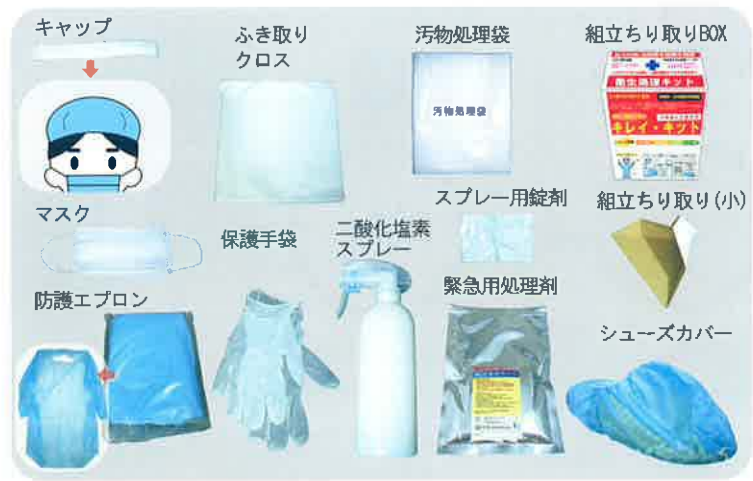 キャップ
ふき取り
クロス
汚物処理袋
組立ちり取りBOX
汚物処理袋
衛生処理キット
キレイ・キット
マスク
保護手袋
二酸化塩素
スプレー
スプレー用錠剤
組立ちり取り(小)
防護エプロン
緊急用処理剤
シューズカバー